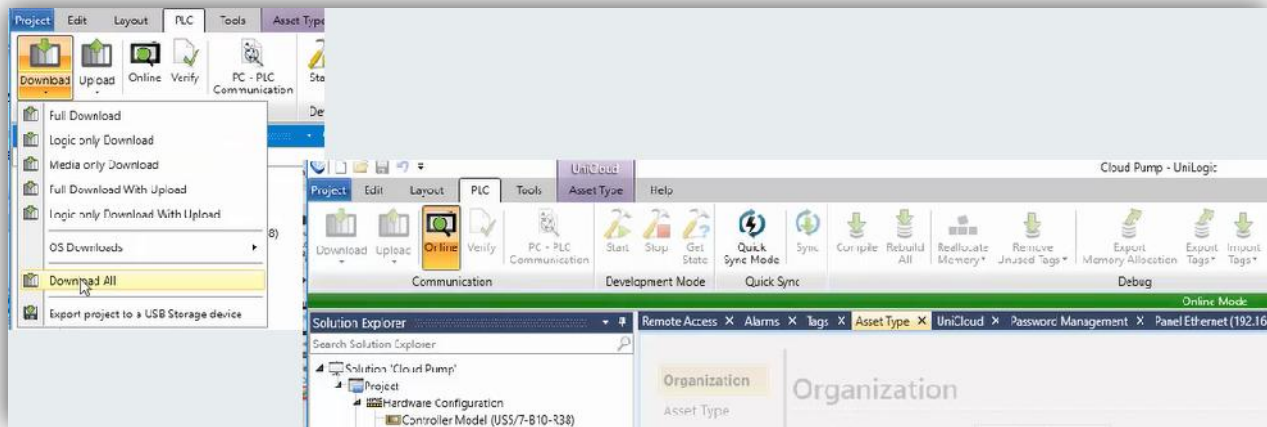 Project Edit Layout PLC Tools Asset Type
Download Upload Online Verify PC - PLC
Communication
Full Download
Logic only Download
Media only Download
Full Download With Upload
Logic only Download With Upload
8)
OS Downloads
Download All
Export project to a USB Storage device
UniCloud
Cloud Pump - UniLogic
Project Edit Layout PLC Tools Asset Type Help
Download Upload Online Verify PC - PLC Communication Start Stop Get State Quick Sync Mode Sync Compile Rebuild All Reallocate Memory Remove Unused Tags Export Memory Allocation Export Tags Import Tags
Communication Development Mode Quick Sync Debug
Online Mode
Solution Explorer
Remote Access X Alarms X Tags X Asset Type X UniCloud X Password Management X Panel Ethernet (192.16
Search Solution Explorer
Solution 'Cloud Pump'
Project
Hardware Configuration
Controller Model (US5/7-B10-R38)
Organization
Asset Type
Organization